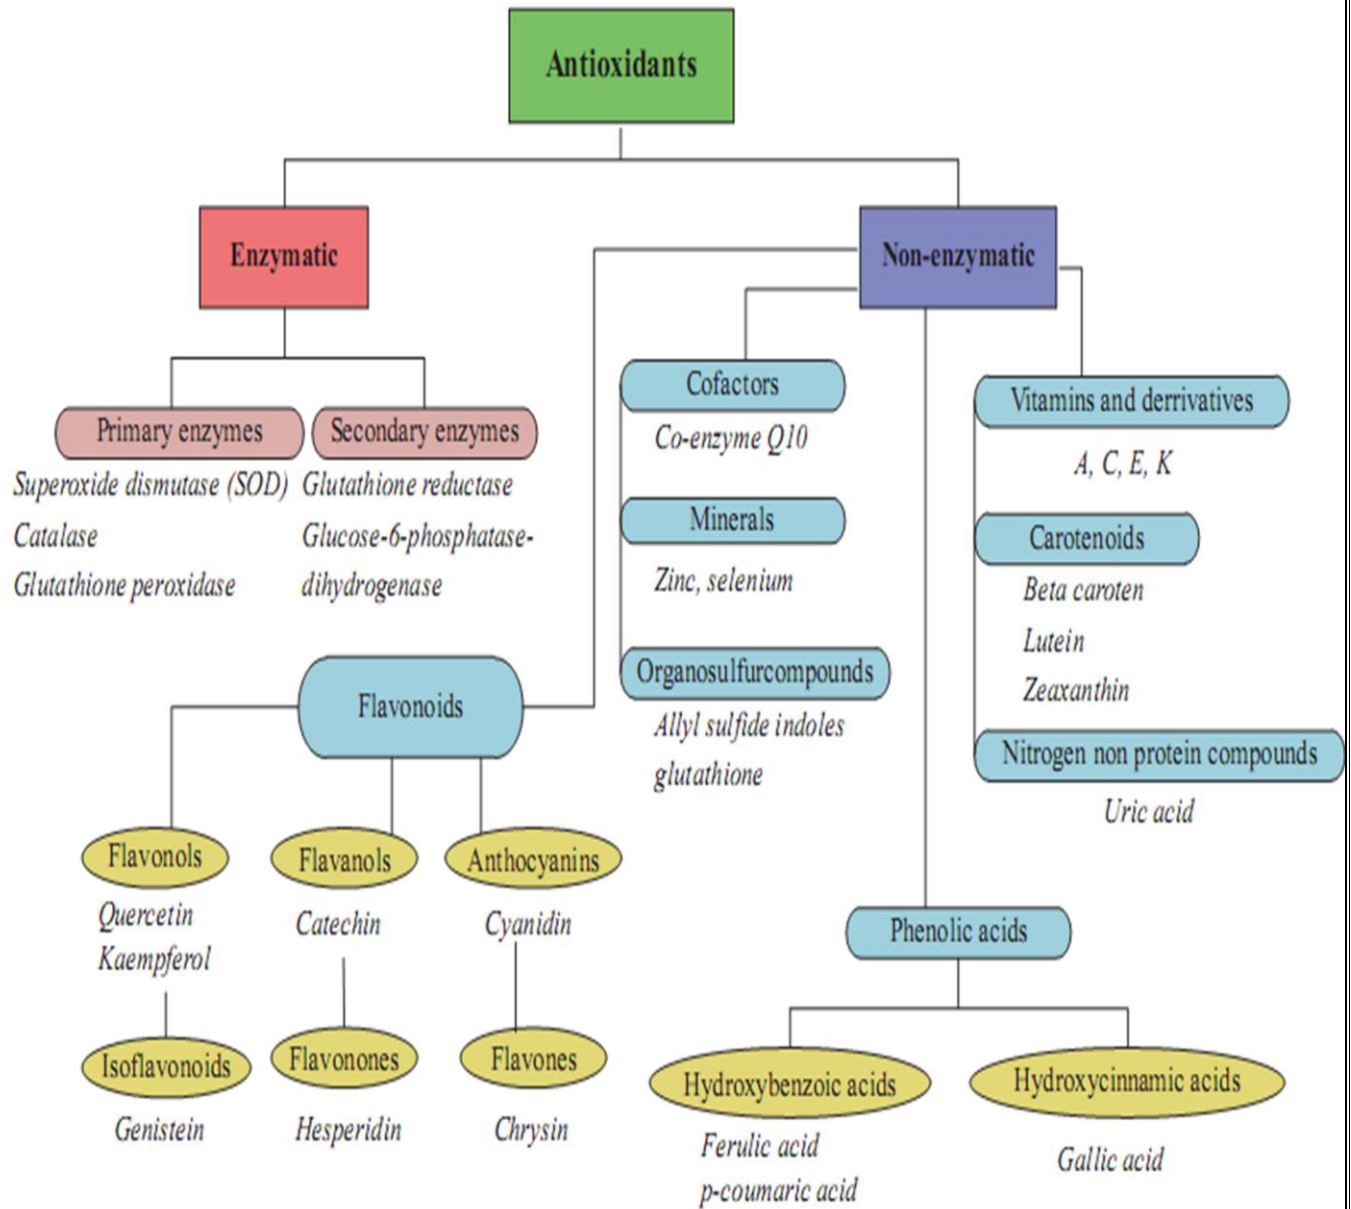 Antioxidants
Enzymatic
Non-enzymatic
Primary enzymes
Superoxide dismutase (SOD)
Catalase
Glutathione peroxidase
Secondary enzymes
Glutathione reductase
Glucose-6-phosphatase-
dihydrogenase
Cofactors
Co-enzyme Q10
Minerals
Zinc, selenium
Organosulfurcompounds
Allyl sulfide indoles
glutathione
Vitamins and derrivatives
A, C, E, K
Carotenoids
Beta caroten
Lutein
Zeaxanthin
Nitrogen non protein compounds
Uric acid
Flavonoids
Flavonols
Quercetin
Kaempferol
Flavanols
Catechin
Anthocyanins
Cyanidin
Isoflavonoids
Genistein
Flavonones
Hesperidin
Flavones
Chrysin
Phenolic acids
Hydroxybenzoic acids
Ferulic acid
p-coumaric acid
Hydroxycinnamic acids
Gallic acid